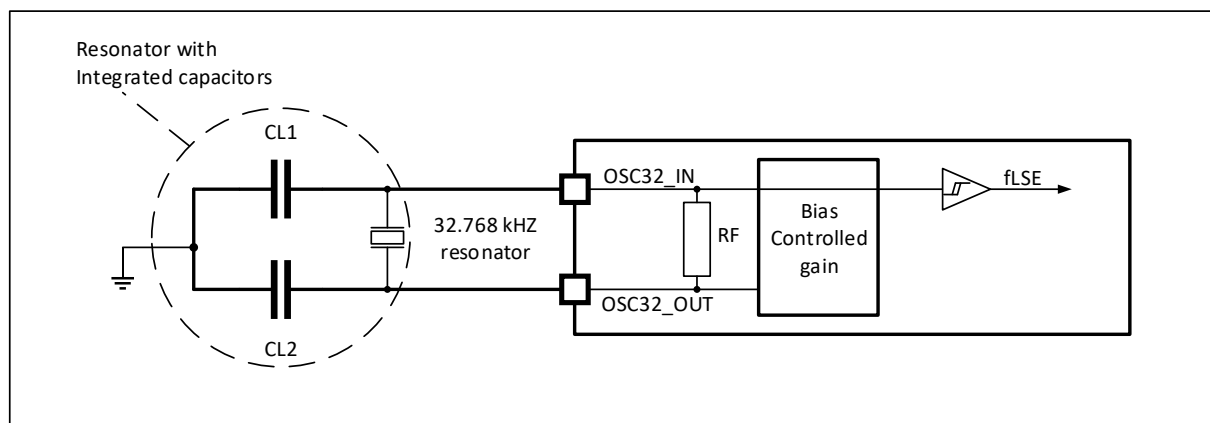 Resonator with
Integrated capacitors
CL1
OSC32_IN
fLSE
32.768 kHZ
resonator
RF
Bias
Controlled
gain
OSC32_OUT
CL2